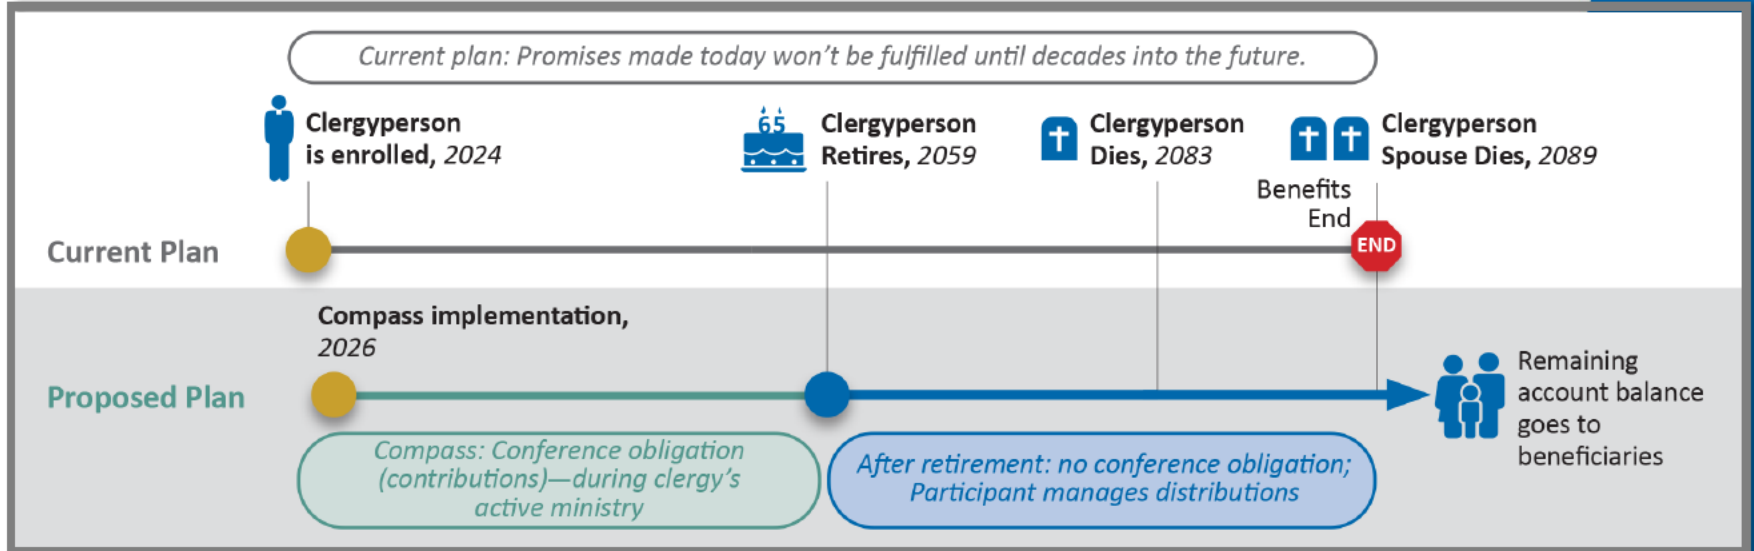 Current plan: Promises made today won't be fulfilled until decades into the future.
Clergyperson
is enrolled, 2024
65
Clergyperson
Retires, 2059
Clergyperson
Dies, 2083
Clergyperson
Spouse Dies, 2089
Benefits
End
Current Plan
END
Compass implementation,
2026
Proposed Plan
Remaining
account balance
goes to
beneficiaries
Compass: Conference obligation
(contributions)—during clergy's
active ministry
After retirement: no conference obligation;
Participant manages distributions